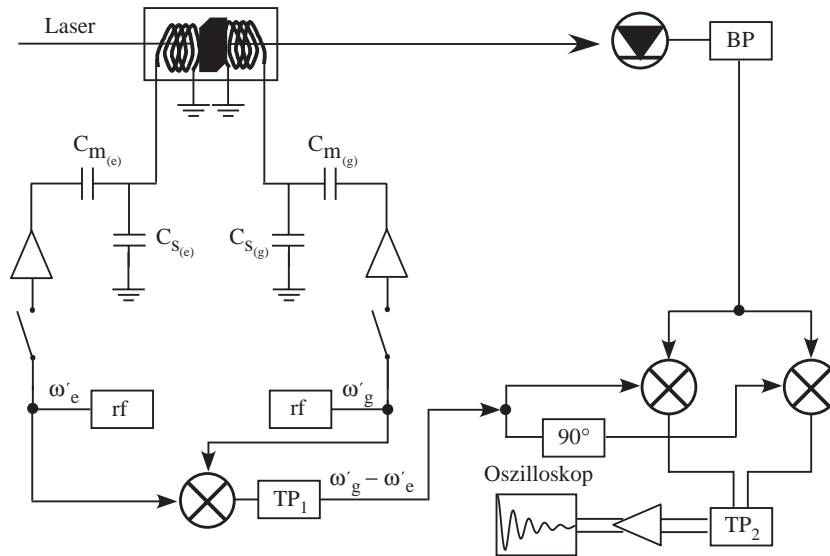 Laser
BP
C_m(e)
C_m(g)
C_s(e)
C_s(g)
ω′_e
rf
rf
ω′_g
90°
Oszilloskop
TP_1
ω′_g – ω′_e
TP_2